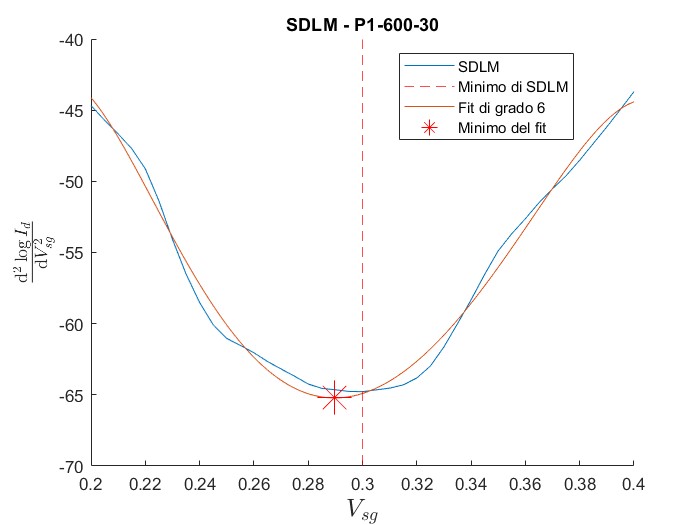 SDLM - P1-600-30
SDLM
Minimo di SDLM
Fit di grado 6
Minimo del fit
-40
-45
-50
-55
-60
-65
-70
d² log I_d
dV²_sg
0.2 0.22 0.24 0.26 0.28 0.3 0.32 0.34 0.36 0.38 0.4
V_sg